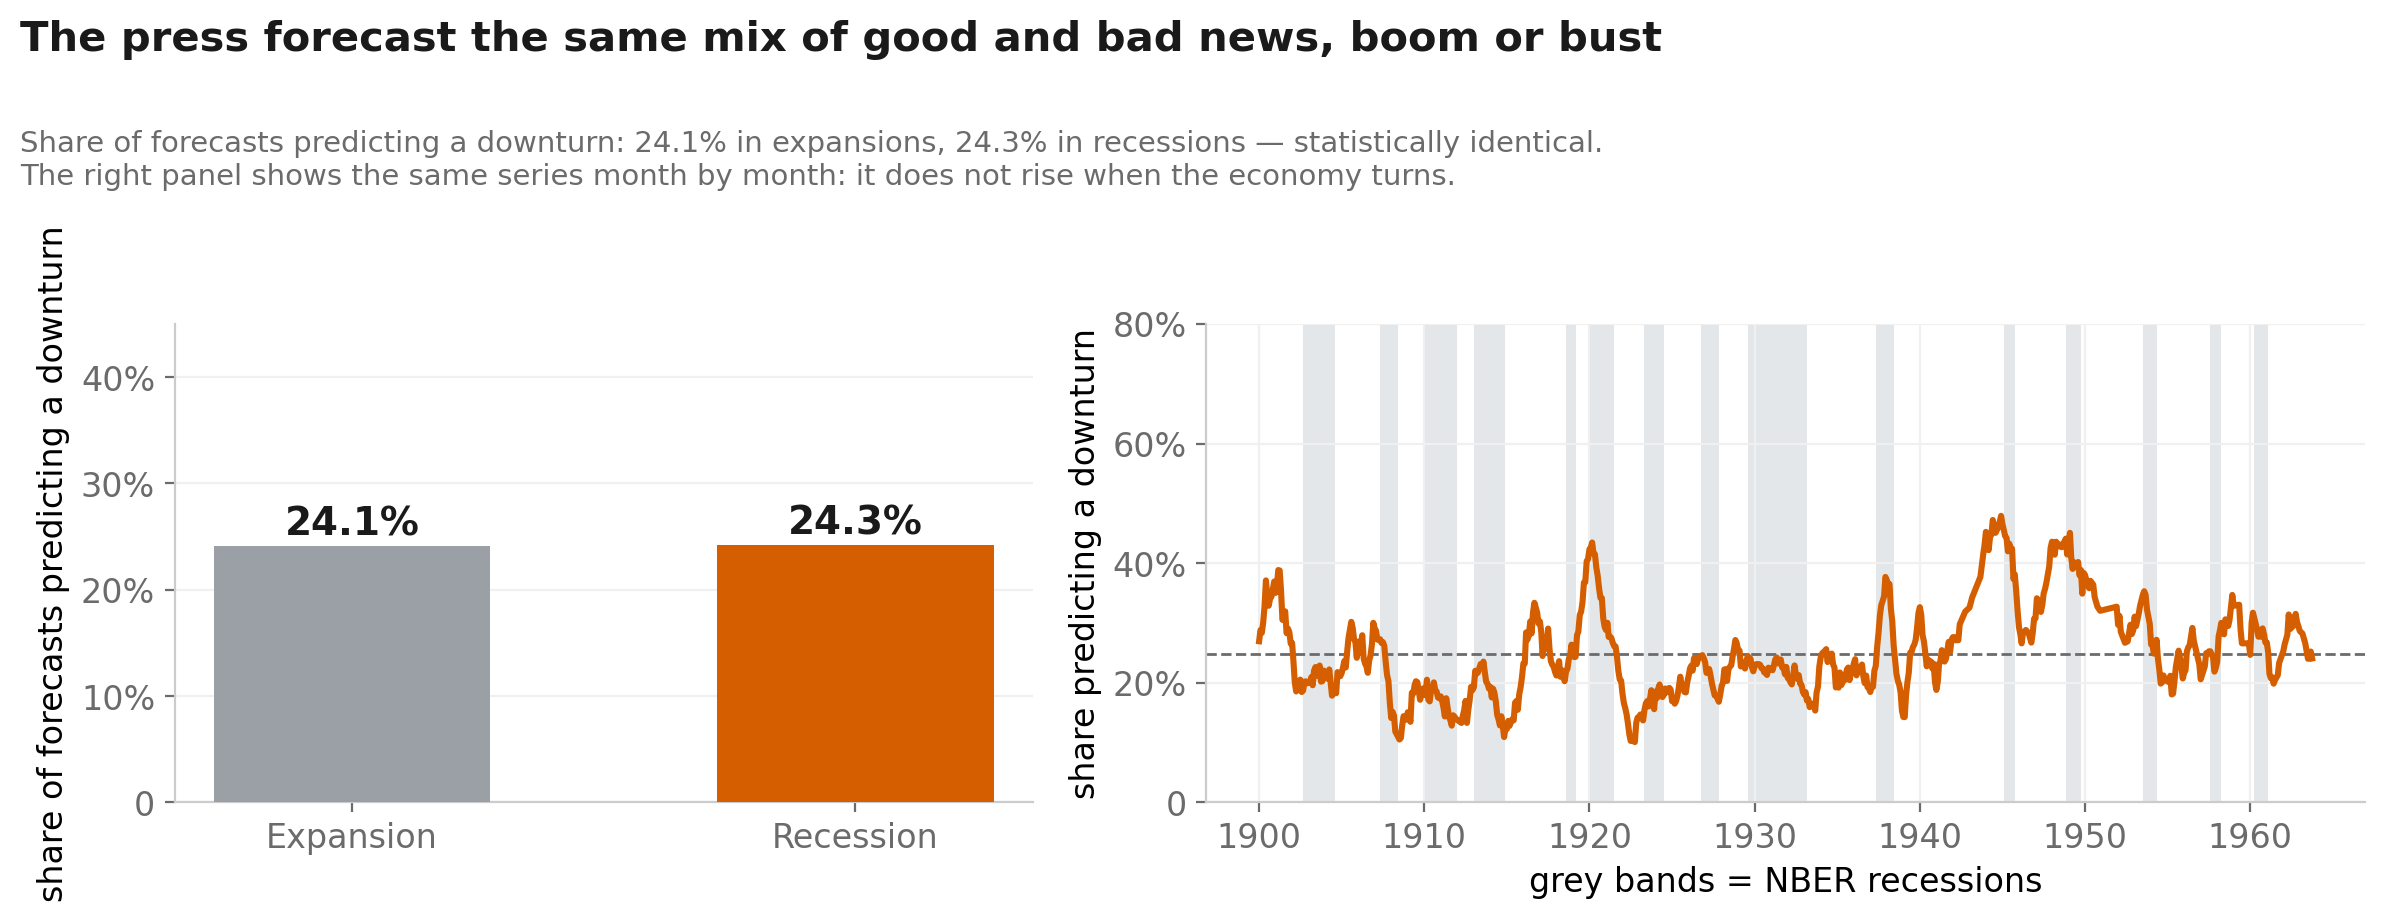 The press forecast the same mix of good and bad news, boom or bust
Share of forecasts predicting a downturn: 24.1% in expansions, 24.3% in recessions — statistically identical.
The right panel shows the same series month by month: it does not rise when the economy turns.
share of forecasts predicting a downturn
40%
30%
20%
10%
0
24.1%
24.3%
Expansion
Recession
share predicting a downturn
80%
60%
40%
20%
0
1900
1910
1920
1930
1940
1950
1960
grey bands = NBER recessions